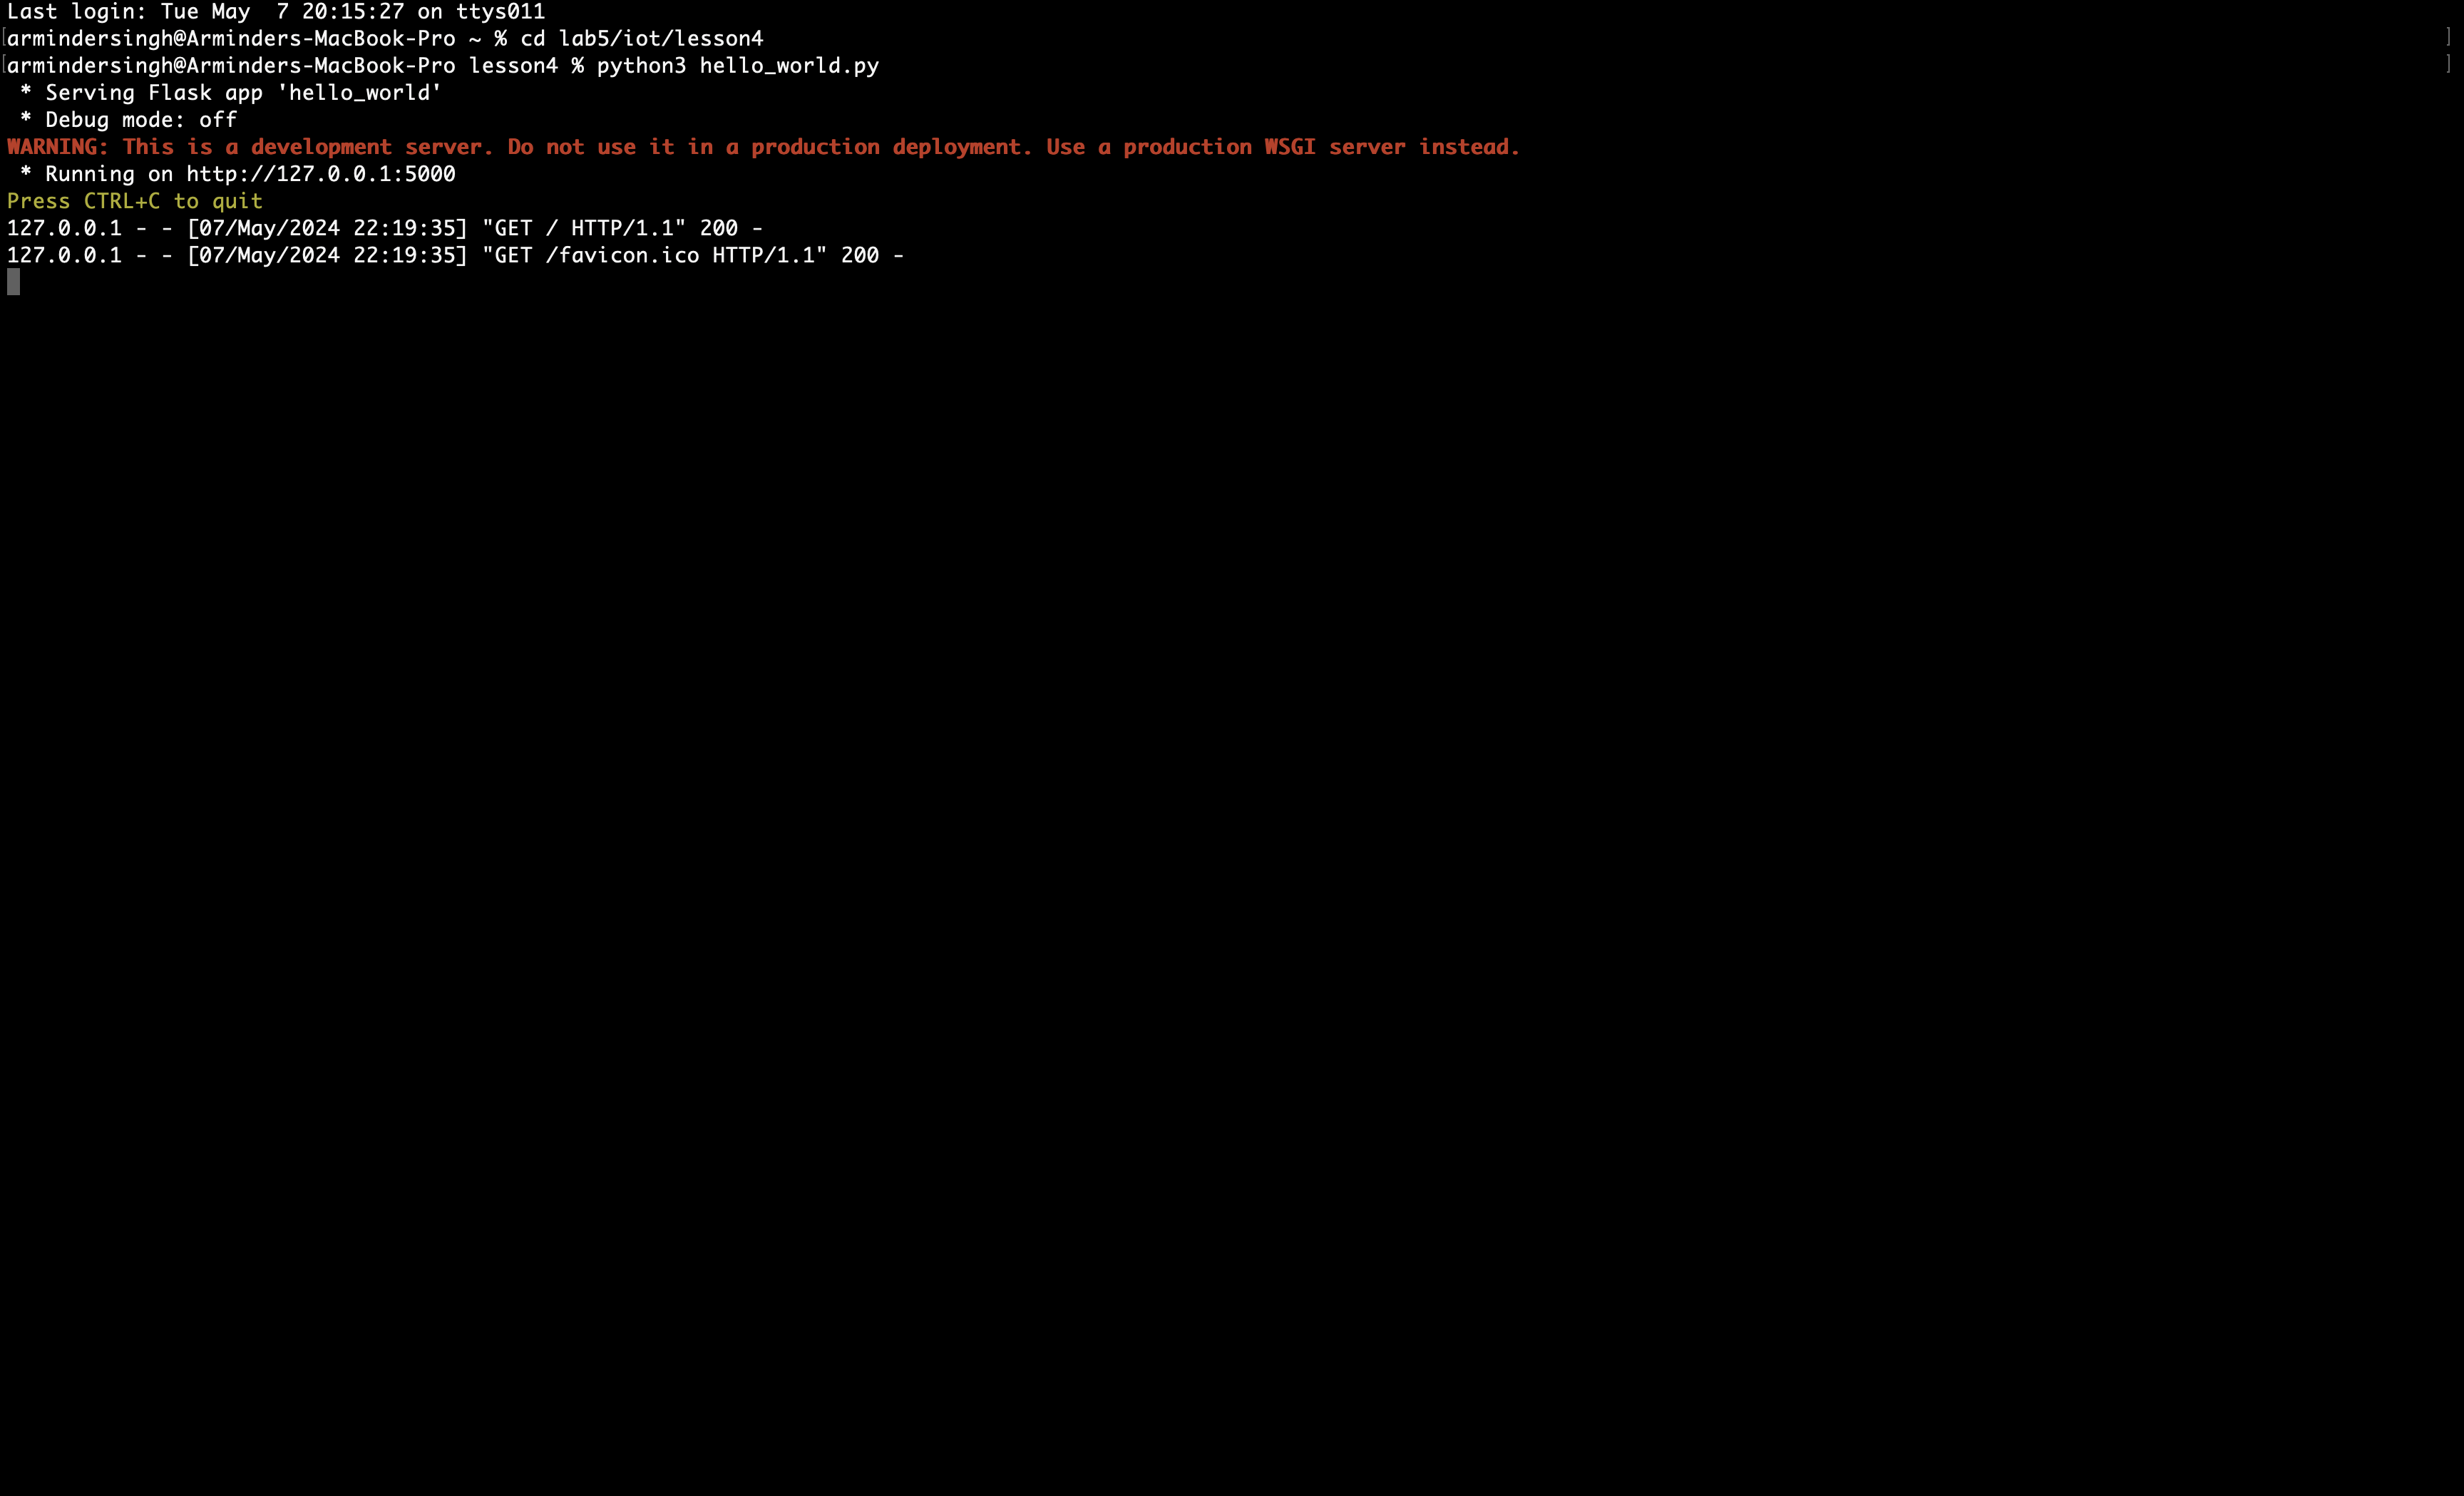 Last login: Tue May  7 20:15:27 on ttys011
[armindersingh@Arminders-MacBook-Pro ~ % cd lab5/iot/lesson4 ]
[armindersingh@Arminders-MacBook-Pro lesson4 % python3 hello_world.py ]
 * Serving Flask app 'hello_world'
 * Debug mode: off
WARNING: This is a development server. Do not use it in a production deployment. Use a production WSGI server instead.
 * Running on http://127.0.0.1:5000
Press CTRL+C to quit
127.0.0.1 - - [07/May/2024 22:19:35] "GET / HTTP/1.1" 200 -
127.0.0.1 - - [07/May/2024 22:19:35] "GET /favicon.ico HTTP/1.1" 200 -